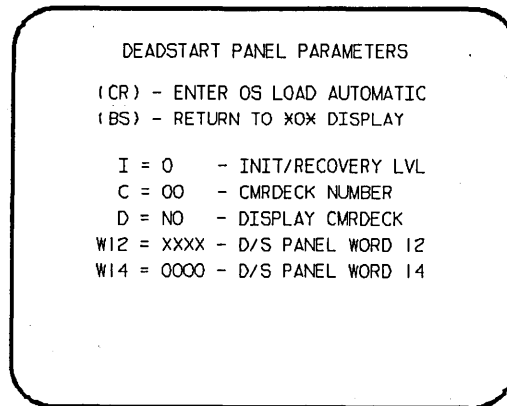 DEADSTART PANEL PARAMETERS
(CR) - ENTER OS LOAD AUTOMATIC
(BS) - RETURN TO *O* DISPLAY
I = 0 - INIT/RECOVERY LVL
C = 00 - CMRDECK NUMBER
D = NO - DISPLAY CMRDECK
W12 = XXXX - D/S PANEL WORD 12
W14 = 0000 - D/S PANEL WORD 14